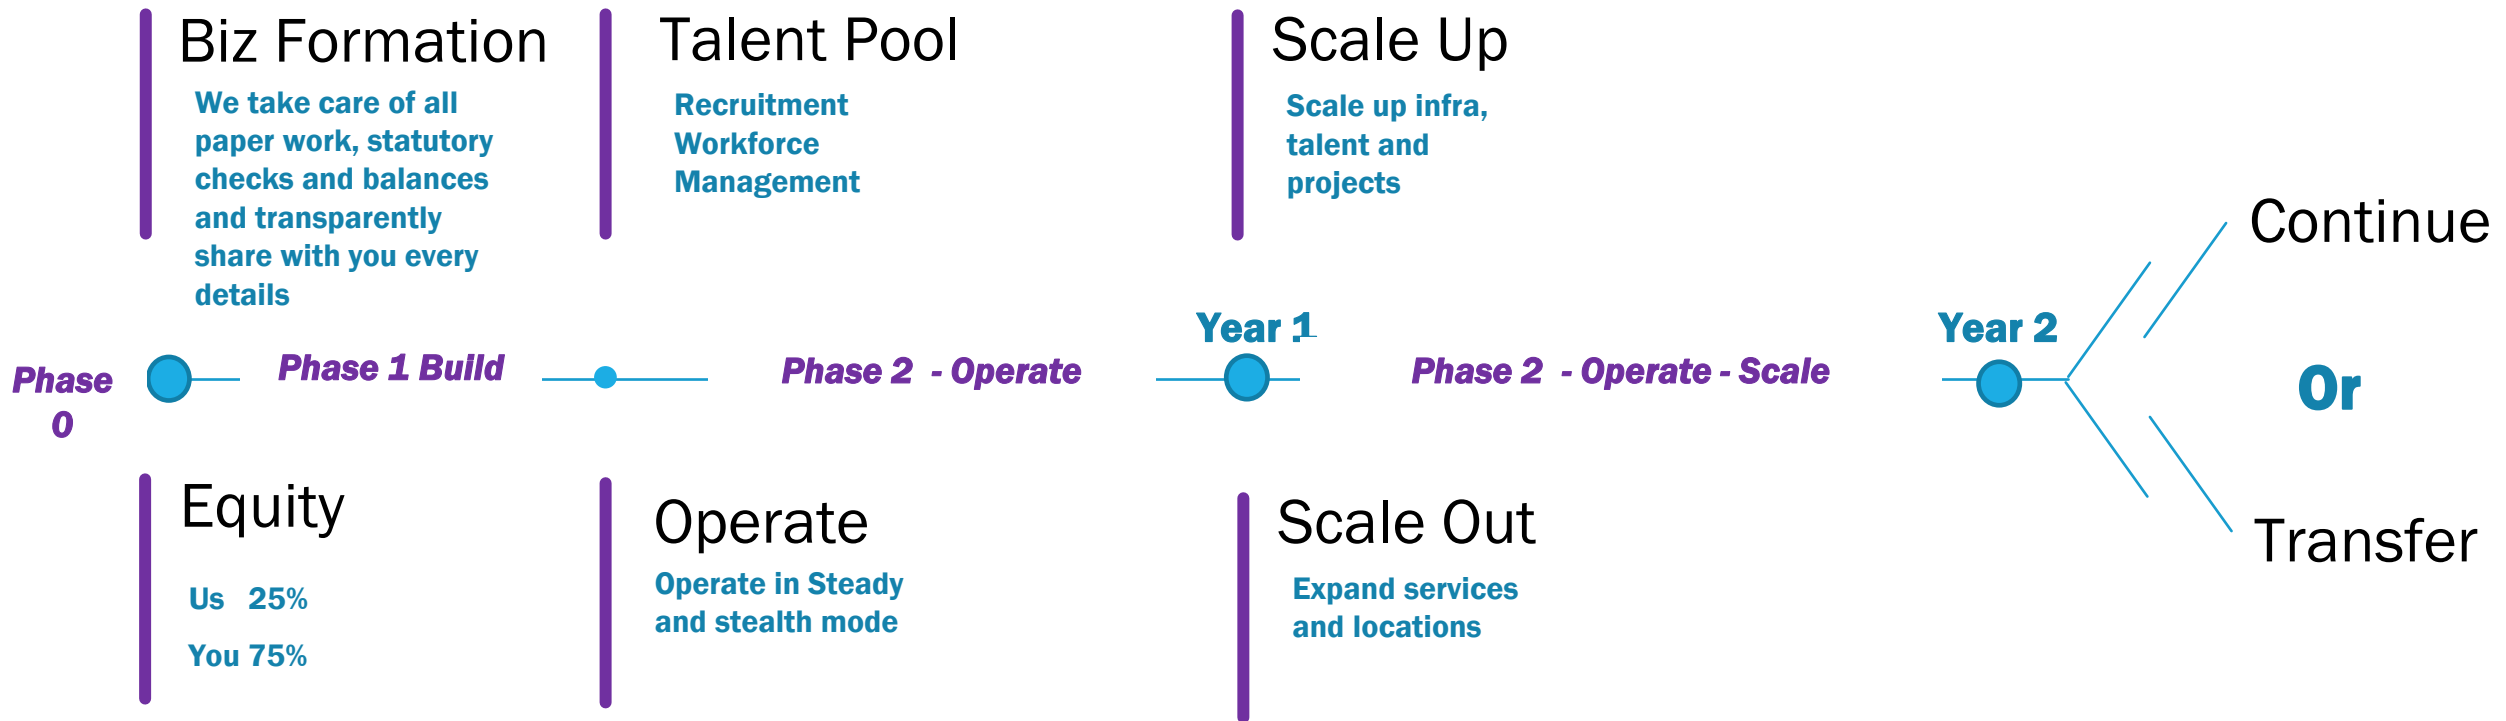 Biz Formation
We take care of all
paper work, statutory
checks and balances
and transparently
share with you every
details
Talent Pool
Recruitment
Workforce
Management
Scale Up
Scale up infra,
talent and
projects
Continue
Year 1
Year 2
Phase
0
Phase 1 Build
Phase 2 - Operate
Phase 2 - Operate - Scale
Or
Equity
Us 25%
You 75%
Operate
Operate in Steady
and stealth mode
Scale Out
Expand services
and locations
Transfer